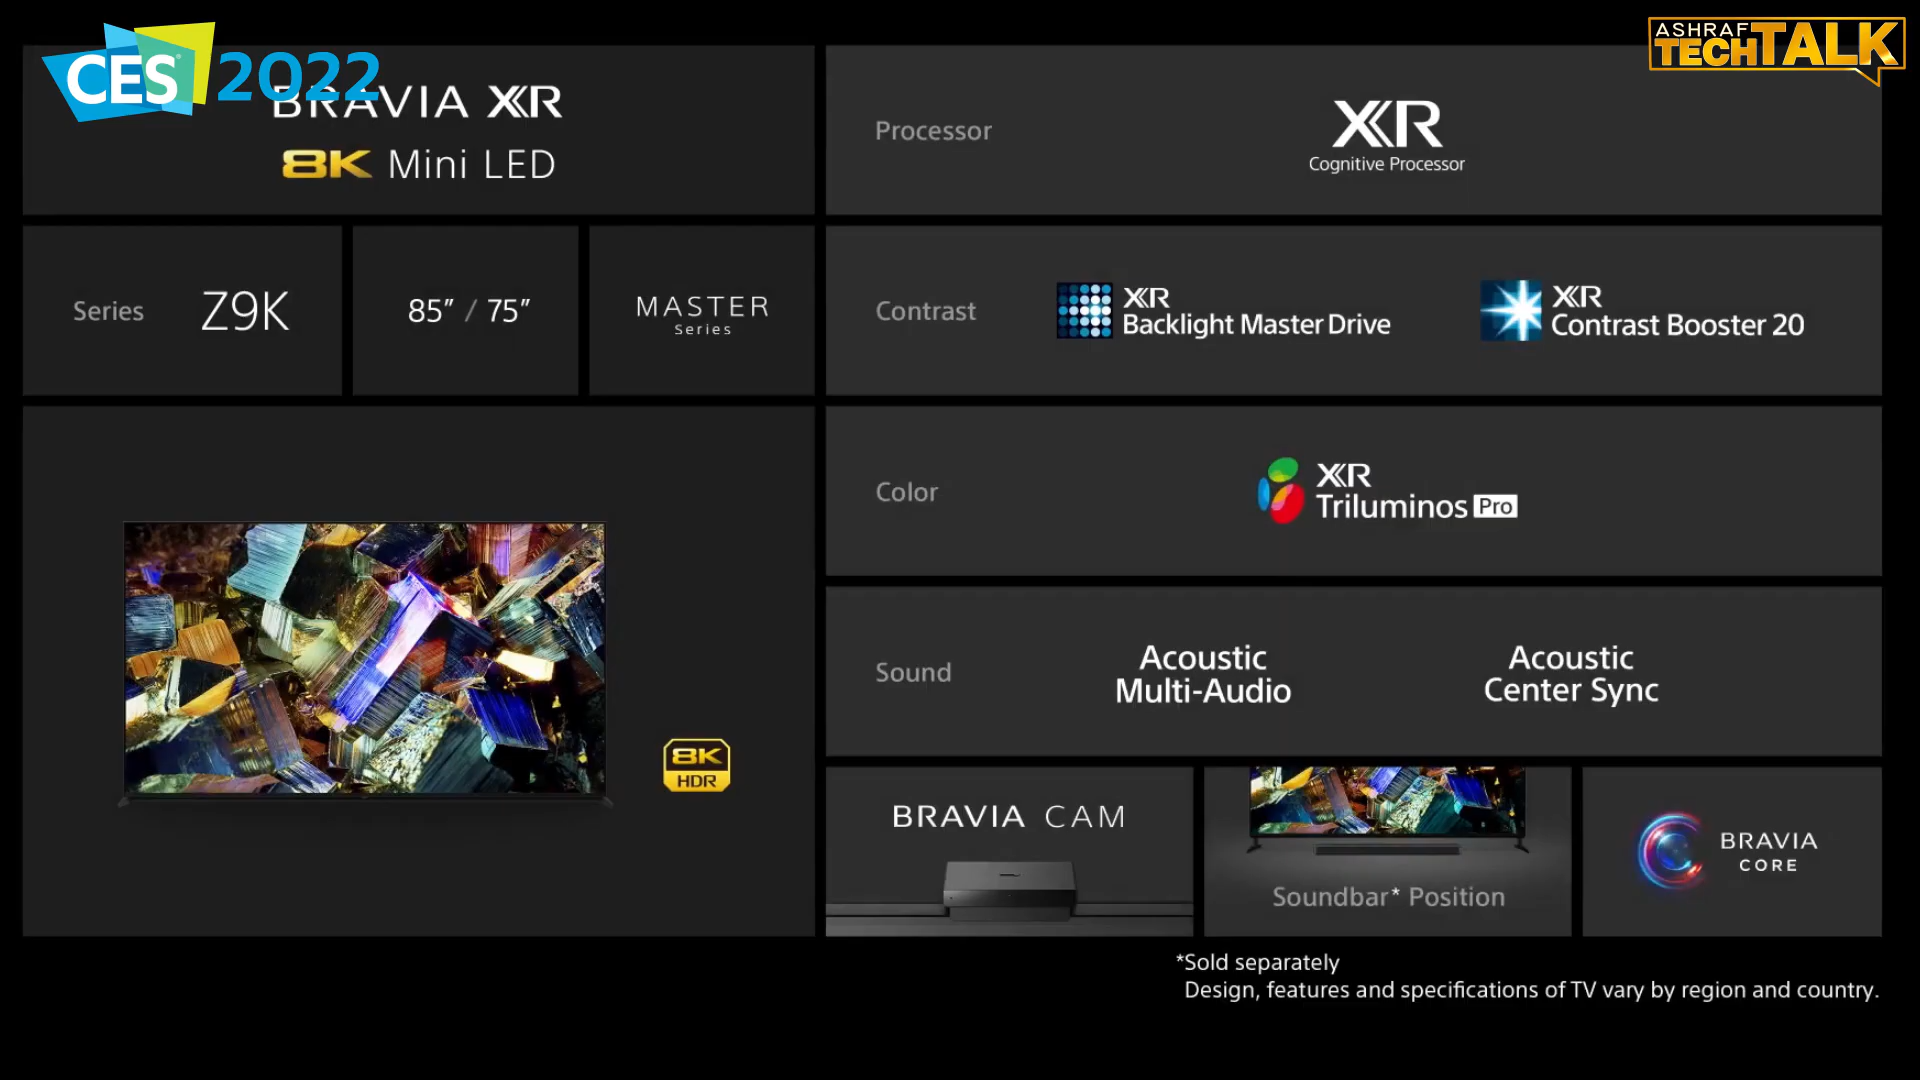 CES 2022
ASHRAF
TECHTALK
BRAVIA XR
8K Mini LED
Series Z9K
85” / 75”
MASTER
Series
8K
HDR
Processor
XR
Cognitive Processor
Contrast
XR
Backlight Master Drive
XR
Contrast Booster 20
Color
XR
Triluminos Pro
Sound
Acoustic
Multi-Audio
Acoustic
Center Sync
BRAVIA CAM
Soundbar* Position
BRAVIA
CORE
*Sold separately
Design, features and specifications of TV vary by region and country.